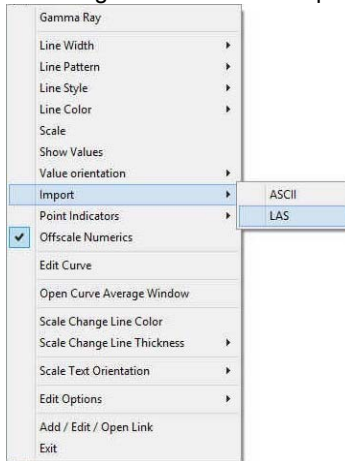 Gamma Ray
Line Width
Line Pattern
Line Style
Line Color
Scale
Show Values
Value orientation
Import
ASCII
LAS
Point Indicators
Offscale Numerics
Edit Curve
Open Curve Average Window
Scale Change Line Color
Scale Change Line Thickness
Scale Text Orientation
Edit Options
Add / Edit / Open Link
Exit